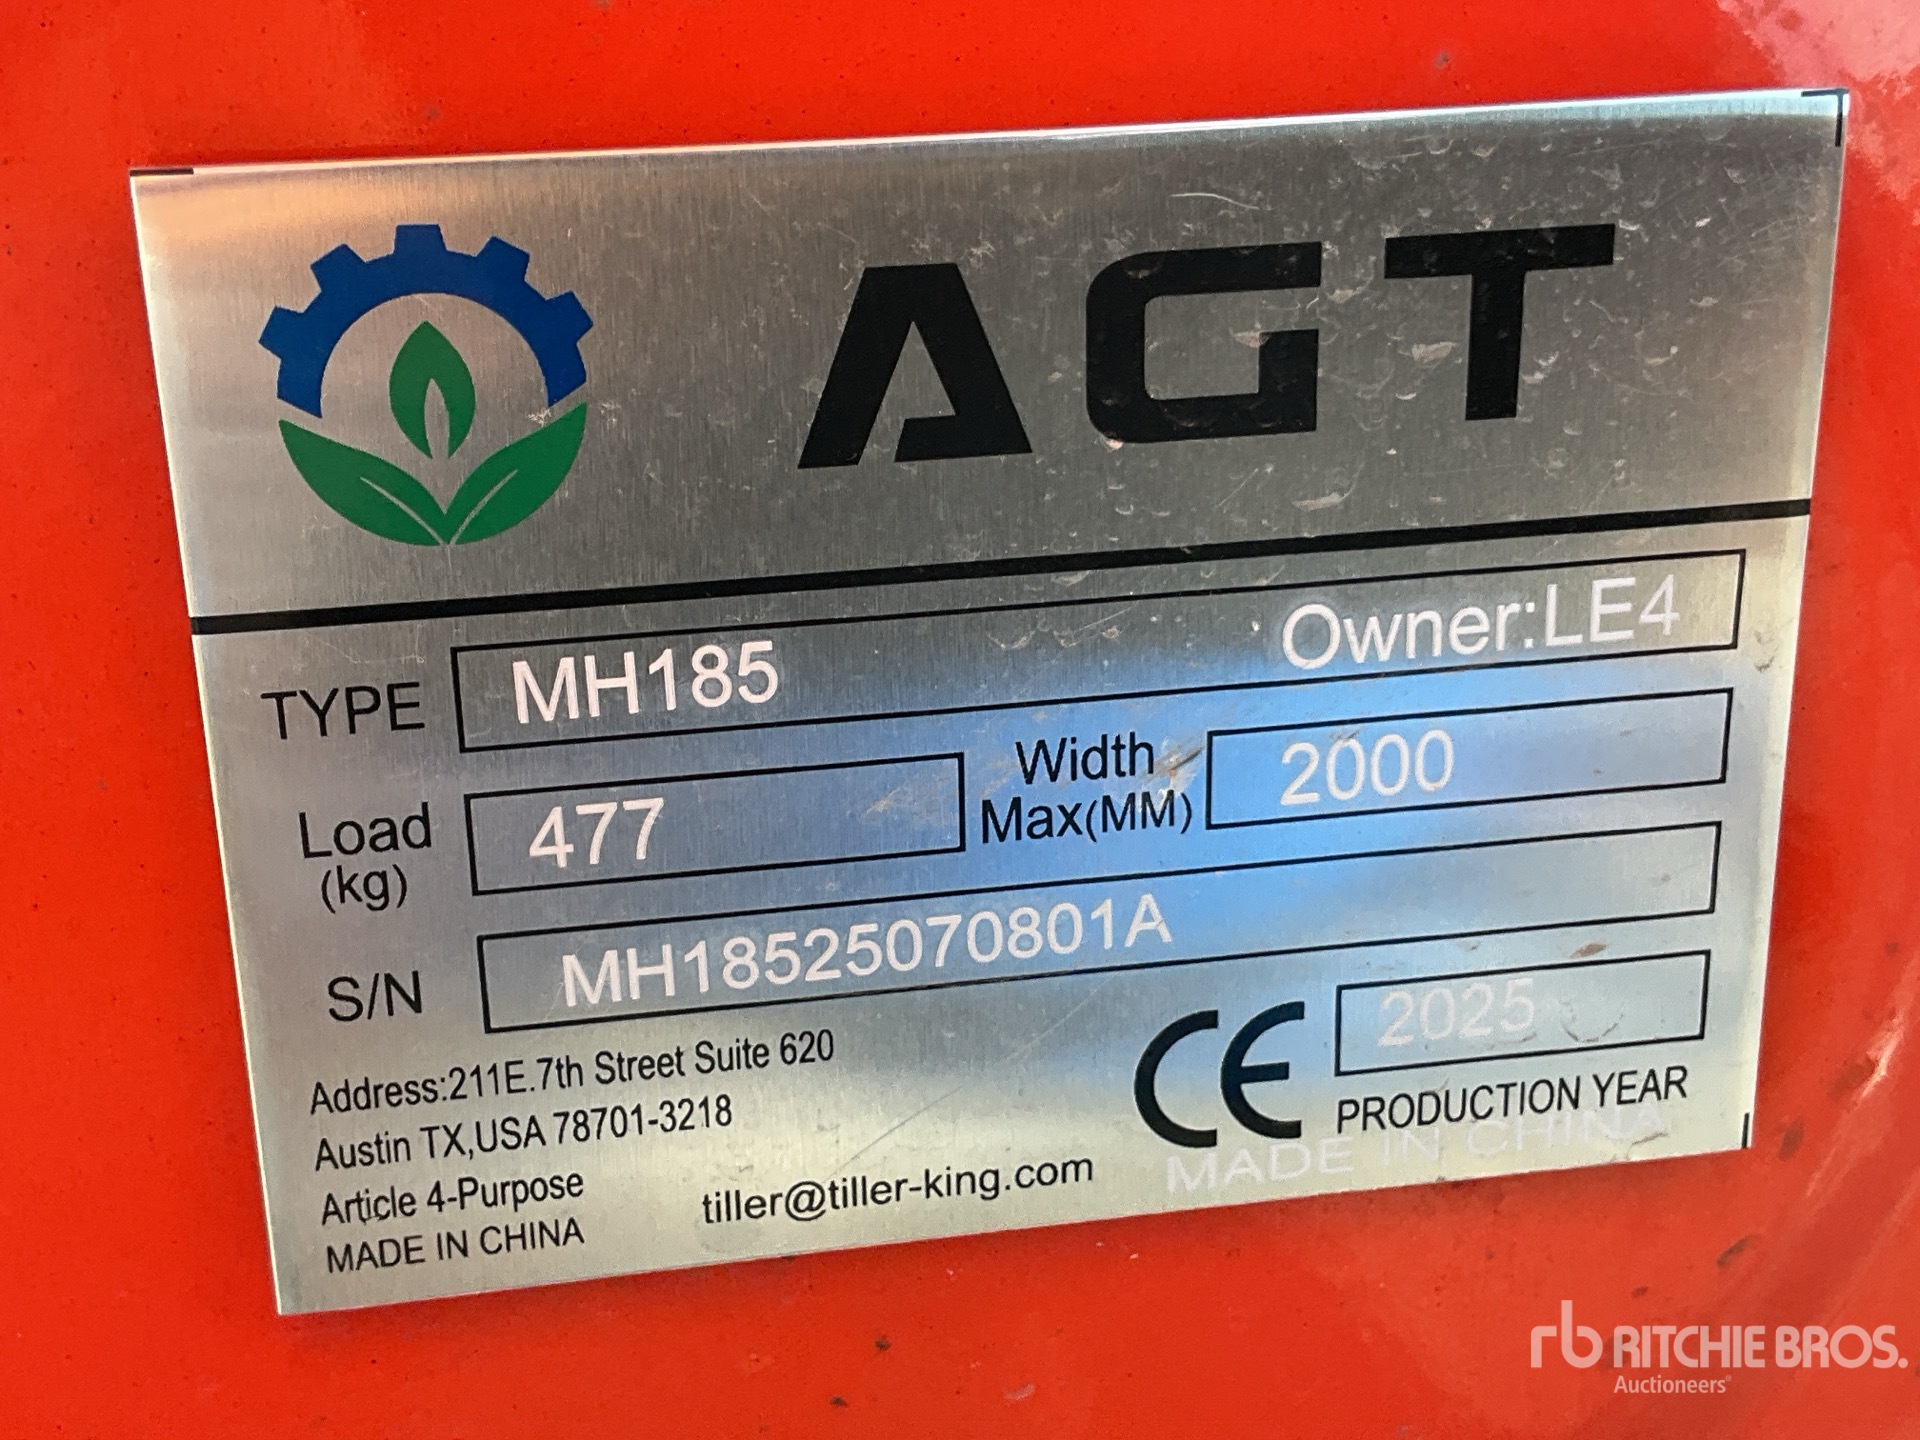 AGT
TYPE MH185 Owner:LE4
Load (kg) 477 Width Max(MM) 2000
S/N MH18525070801A
Address:211E.7th Street Suite 620
Austin TX,USA 78701-3218
Article 4-Purpose
MADE IN CHINA
tiller@tiller-king.com
CE 2025
PRODUCTION YEAR
MADE IN CHINA
rb RITCHIE BROS.
Auctioneers